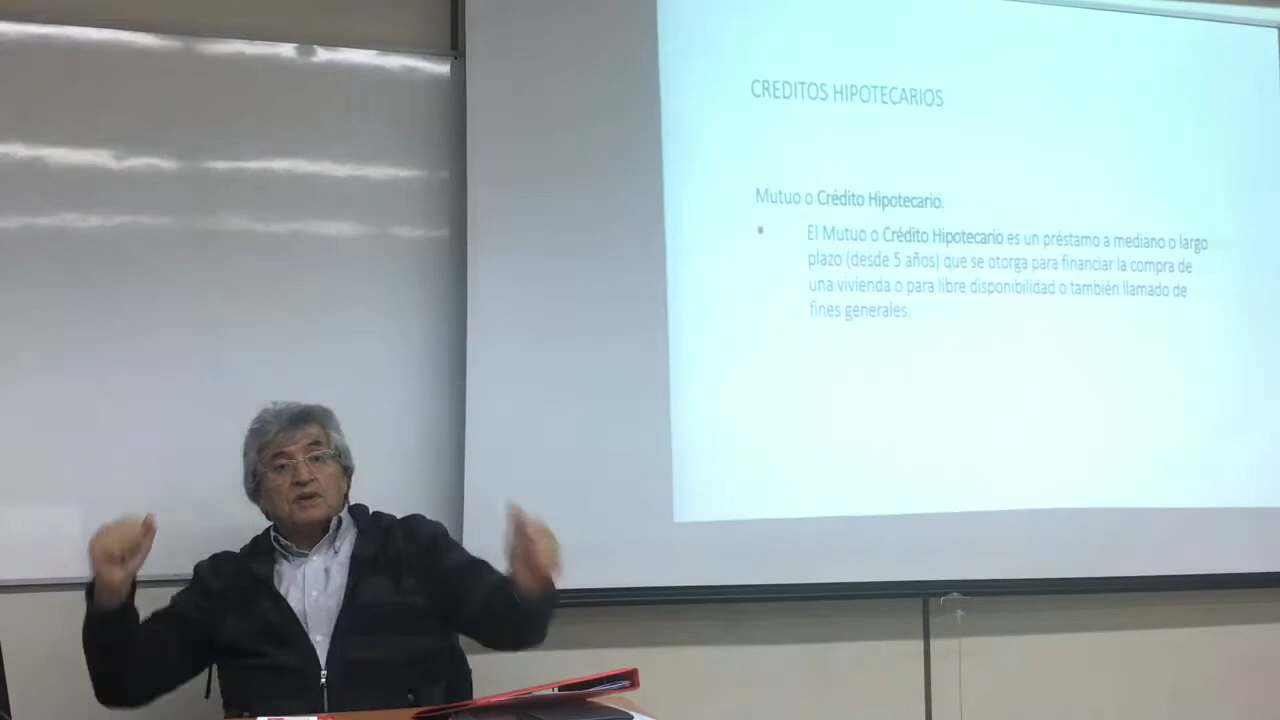 CREDITOS HIPOTECARIOS
Mutuo o Crédito Hipotecario.
▪ El Mutuo o Crédito Hipotecario es un préstamo a mediano o largo
plazo (desde 5 años) que se otorga para financiar la compra de
una vivienda o para libre disponibilidad o también llamado de
fines generales.